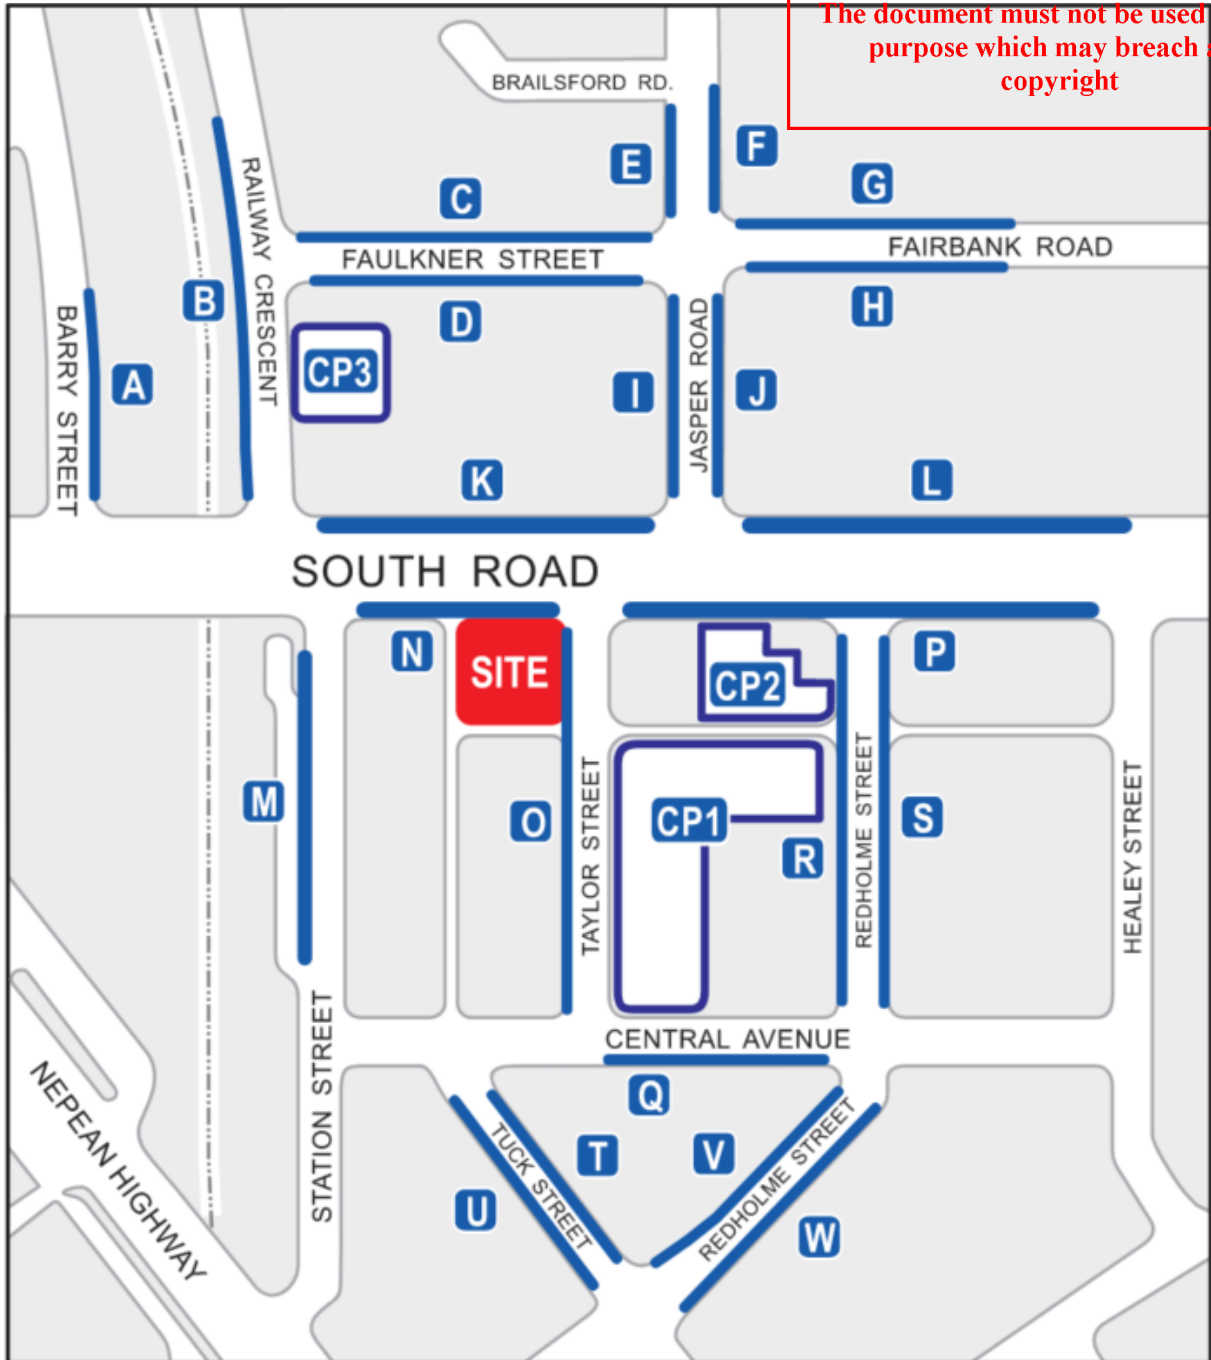 The document must not be used
purpose which may breach
copyright
BRAILSFORD RD.
E
F
G
C
RAILWAY CRESCENT
FAULKNER STREET
FAIRBANK ROAD
B
D
H
BARRY STREET
A
CP3
I
JASPER ROAD
J
K
L
SOUTH ROAD
N
SITE
CP2
P
M
O
TAYLOR STREET
CP1
R
REDHOLME STREET
S
HEALEY STREET
CENTRAL AVENUE
NEPEAN HIGHWAY
STATION STREET
Q
TUCK STREET
T
V
REDHOLME STREET
U
W